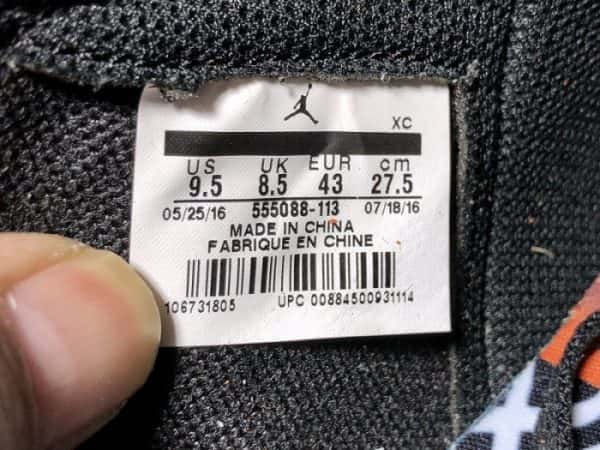 XC
US UK EUR cm
9.5 8.5 43 27.5
05/25/16 555088-113 07/18/16
MADE IN CHINA
FABRIQUE EN CHINE
106731805 UPC 00884500931114